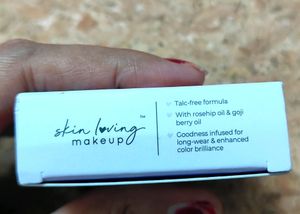 skin loving
makeup
™
Talc-free formula
With rosehip oil & goji
berry oil
Goodness infused for
long-wear & enhanced
color brilliance